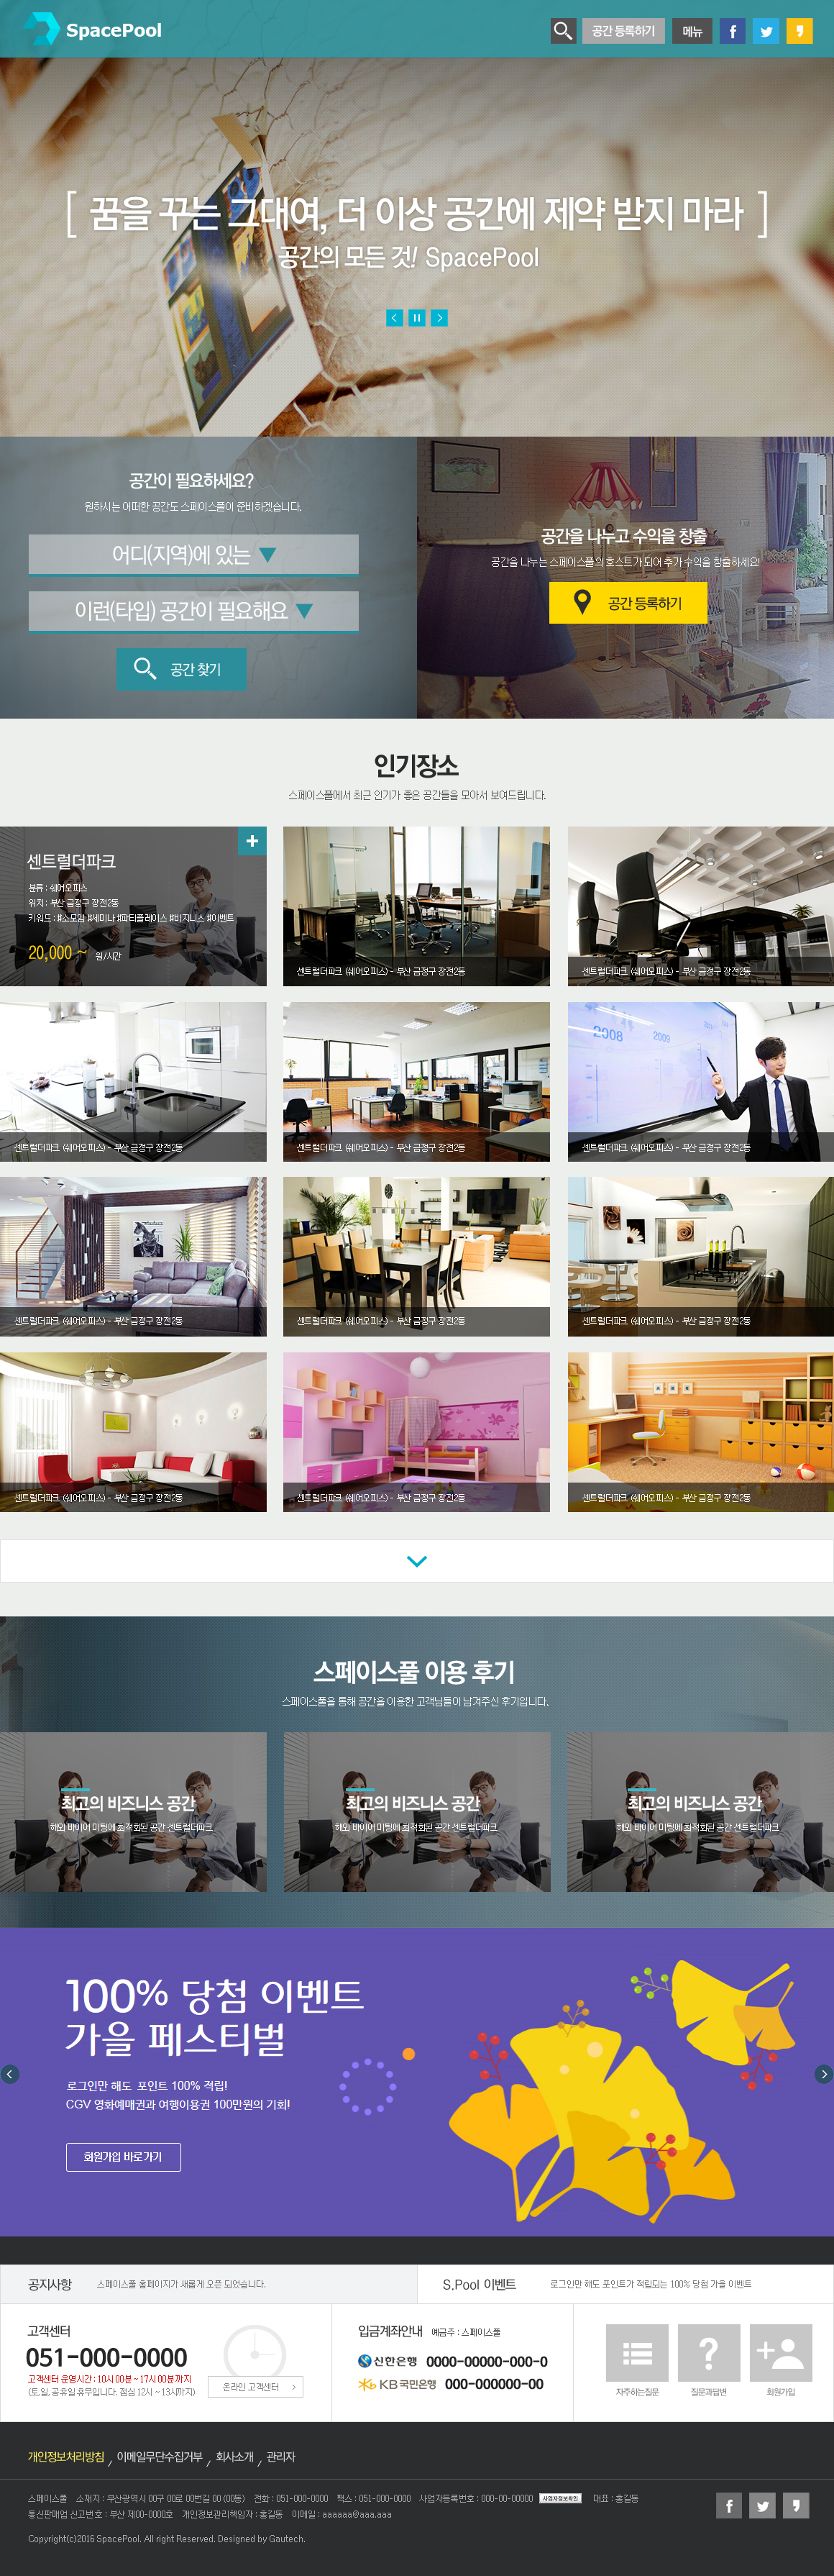 SpacePool
공간 등록하기
메뉴
[ 꿈을 꾸는 그대여, 더 이상 공간에 제약 받지 마라 ]
공간의 모든 것! SpacePool
공간이 필요하세요?
원하시는 어떠한 공간도 스페이스풀이 준비하겠습니다.
어디(지역)에 있는 ▼
이런(타입) 공간이 필요해요 ▼
공간 찾기
공간을 나누고 수익을 창출
공간을 나누는 스페이스풀의 호스트가 되어 추가 수익을 창출하세요!
공간 등록하기
인기장소
스페이스풀에서 최근 인기가 좋은 공간들을 모아서 보여드립니다.
센트럴더파크
분류 : 쉐어오피스
위치 : 부산 금정구 장전2동
키워드 : #소모임 #세미나 #파티플레이스 #비지니스 #이벤트
20,000 ~ 원/시간
센트럴더파크 (쉐어오피스) - 부산 금정구 장전2동
센트럴더파크 (쉐어오피스) - 부산 금정구 장전2동
센트럴더파크 (쉐어오피스) - 부산 금정구 장전2동
센트럴더파크 (쉐어오피스) - 부산 금정구 장전2동
2008 2009
센트럴더파크 (쉐어오피스) - 부산 금정구 장전2동
센트럴더파크 (쉐어오피스) - 부산 금정구 장전2동
센트럴더파크 (쉐어오피스) - 부산 금정구 장전2동
센트럴더파크 (쉐어오피스) - 부산 금정구 장전2동
센트럴더파크 (쉐어오피스) - 부산 금정구 장전2동
센트럴더파크 (쉐어오피스) - 부산 금정구 장전2동
센트럴더파크 (쉐어오피스) - 부산 금정구 장전2동
스페이스풀 이용 후기
스페이스풀을 통해 공간을 이용한 고객님들이 남겨주신 후기입니다.
최고의 비즈니스 공간
해외 바이어 미팅에 최적화된 공간 센트럴더파크
최고의 비즈니스 공간
해외 바이어 미팅에 최적화된 공간 센트럴더파크
최고의 비즈니스 공간
해외 바이어 미팅에 최적화된 공간 센트럴더파크
100% 당첨 이벤트
가을 페스티벌
로그인만 해도 포인트 100% 적립!
CGV 영화예매권과 여행이용권 100만원의 기회!
회원가입 바로가기
공지사항 스페이스풀 홈페이지가 새롭게 오픈 되었습니다.
S.Pool 이벤트 로그인만 해도 포인트가 적립되는 100% 당첨 가을 이벤트
고객센터
051-000-0000
고객센터 운영시간 : 10시 00분 ~ 17시 00분까지
(토,일, 공휴일 휴무입니다. 점심 12시 ~ 13시까지)
온라인 고객센터 >
입금계좌안내 예금주 : 스페이스풀
신한은행 0000-00000-000-0
KB국민은행 000-000000-00
자주하는질문
질문과답변
회원가입
개인정보처리방침 / 이메일무단수집거부 / 회사소개 / 관리자
스페이스풀 소재지 : 부산광역시 00구 00로 00번길 00 (00동) 전화 : 051-000-0000 팩스 : 051-000-0000 사업자등록번호 : 000-00-00000 사업자정보확인 대표 : 홍길동
통신판매업 신고번호 : 부산 제00-0000호 개인정보관리책임자 : 홍길동 이메일 : aaaaaa@aaa.aaa
Copyright(c)2016 SpacePool. All right Reserved. Designed by Gautech.